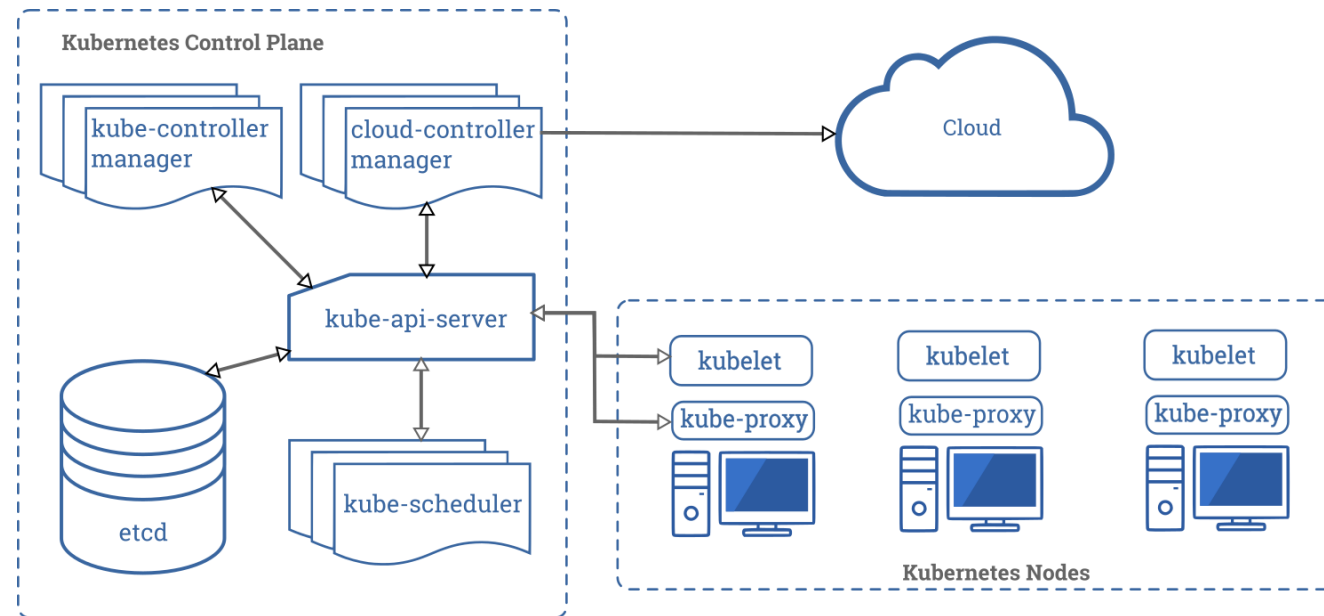 Kubernetes Control Plane
kube-controller
manager
cloud-controller
manager
Cloud
kube-api-server
etcd
kube-scheduler
kubelet
kube-proxy
kubelet
kube-proxy
kubelet
kube-proxy
Kubernetes Nodes